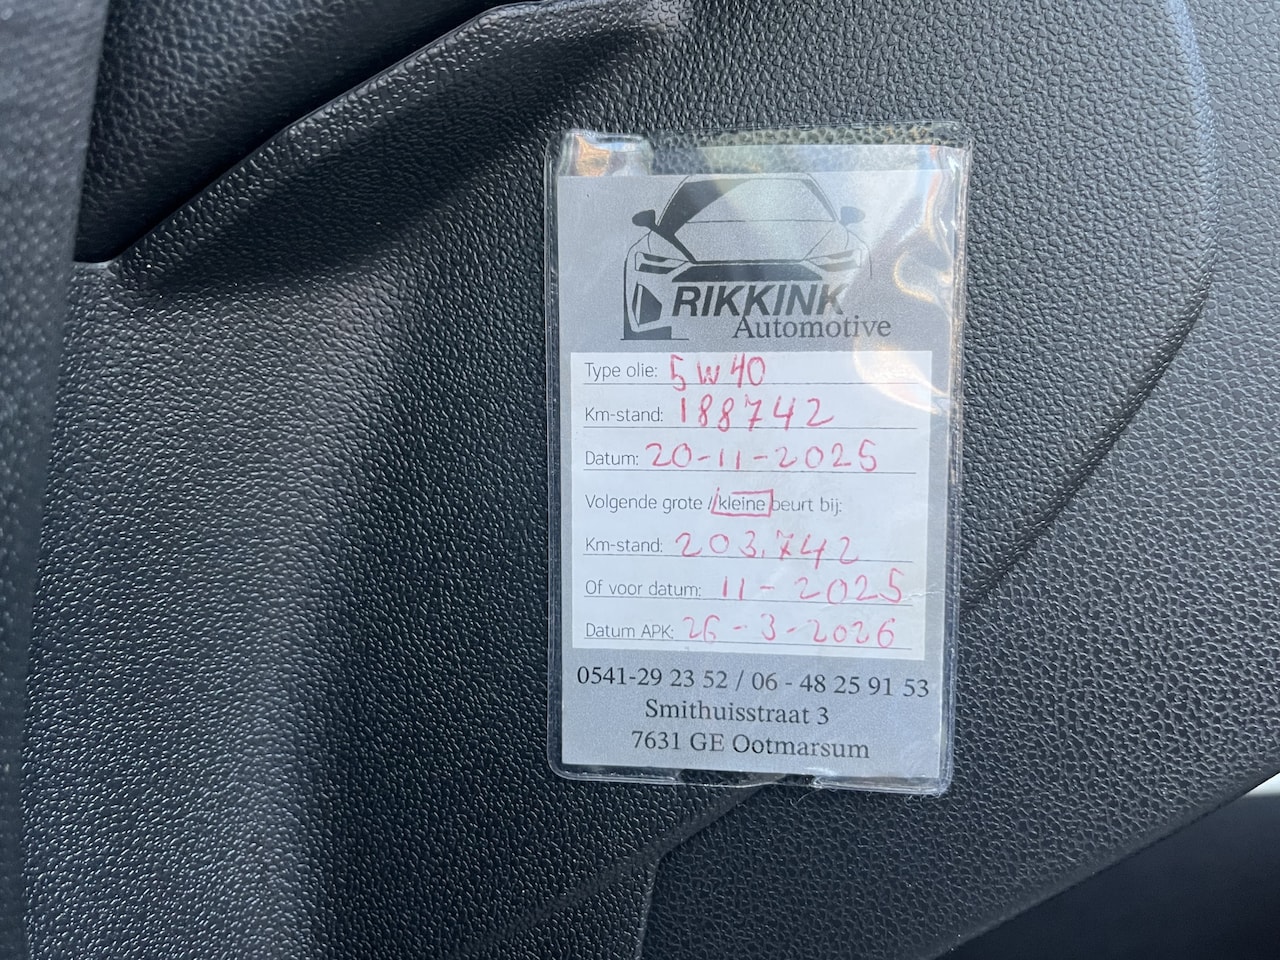 RIKKINK
Automotive
Type olie: 5W40
Km-stand: 188742
Datum: 20-11-2025
Volgende grote / kleine beurt bij:
Km-stand: 203.742
Of voor datum: 11-2025
Datum APK: 26-3-2026
0541-29 23 52 / 06 - 48 25 91 53
Smithuisstraat 3
7631 GE Ootmarsum